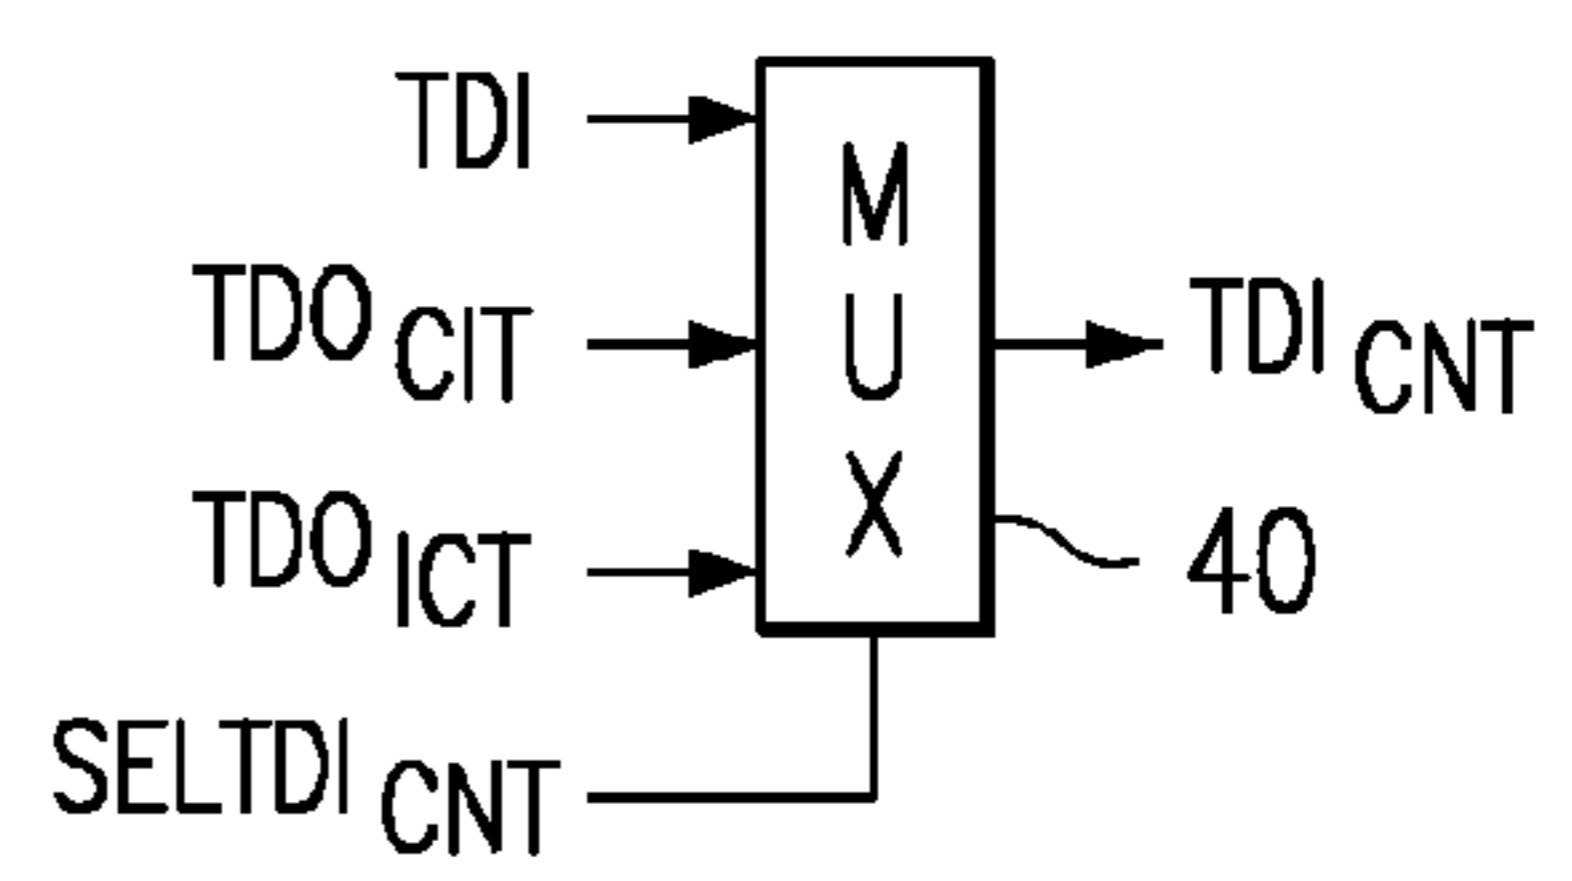 TDI
TDO CIT
TDO ICT
SELTDI CNT
M
U
X
TDI CNT
40